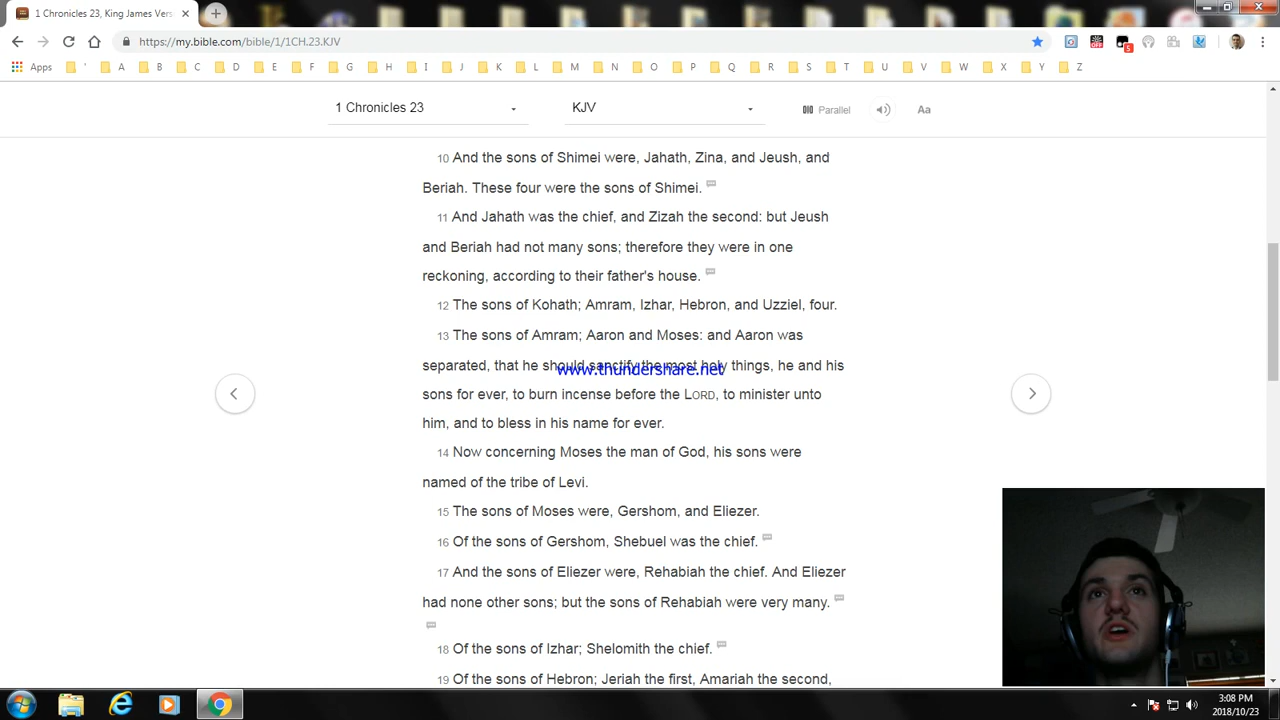 1 Chronicles 23, King James Vers
https://my.bible.com/bible/1/1CH.23.KJV
Apps ' A B C D E F G H I J K L M N O P Q R S T U V W X Y Z
1 Chronicles 23 KJV Parallel Aa
10 And the sons of Shimei were, Jahath, Zina, and Jeush, and
Beriah. These four were the sons of Shimei.
11 And Jahath was the chief, and Zizah the second: but Jeush
and Beriah had not many sons; therefore they were in one
reckoning, according to their father's house.
12 The sons of Kohath; Amram, Izhar, Hebron, and Uzziel, four.
13 The sons of Amram; Aaron and Moses: and Aaron was
separated, that he should sanctify the most holy things, he and his
www.thundershare.net
sons for ever, to burn incense before the LORD, to minister unto
him, and to bless in his name for ever.
14 Now concerning Moses the man of God, his sons were
named of the tribe of Levi.
15 The sons of Moses were, Gershom, and Eliezer.
16 Of the sons of Gershom, Shebuel was the chief.
17 And the sons of Eliezer were, Rehabiah the chief. And Eliezer
had none other sons; but the sons of Rehabiah were very many.
18 Of the sons of Izhar; Shelomith the chief.
19 Of the sons of Hebron; Jeriah the first, Amariah the second,
3:08 PM
2018/10/23